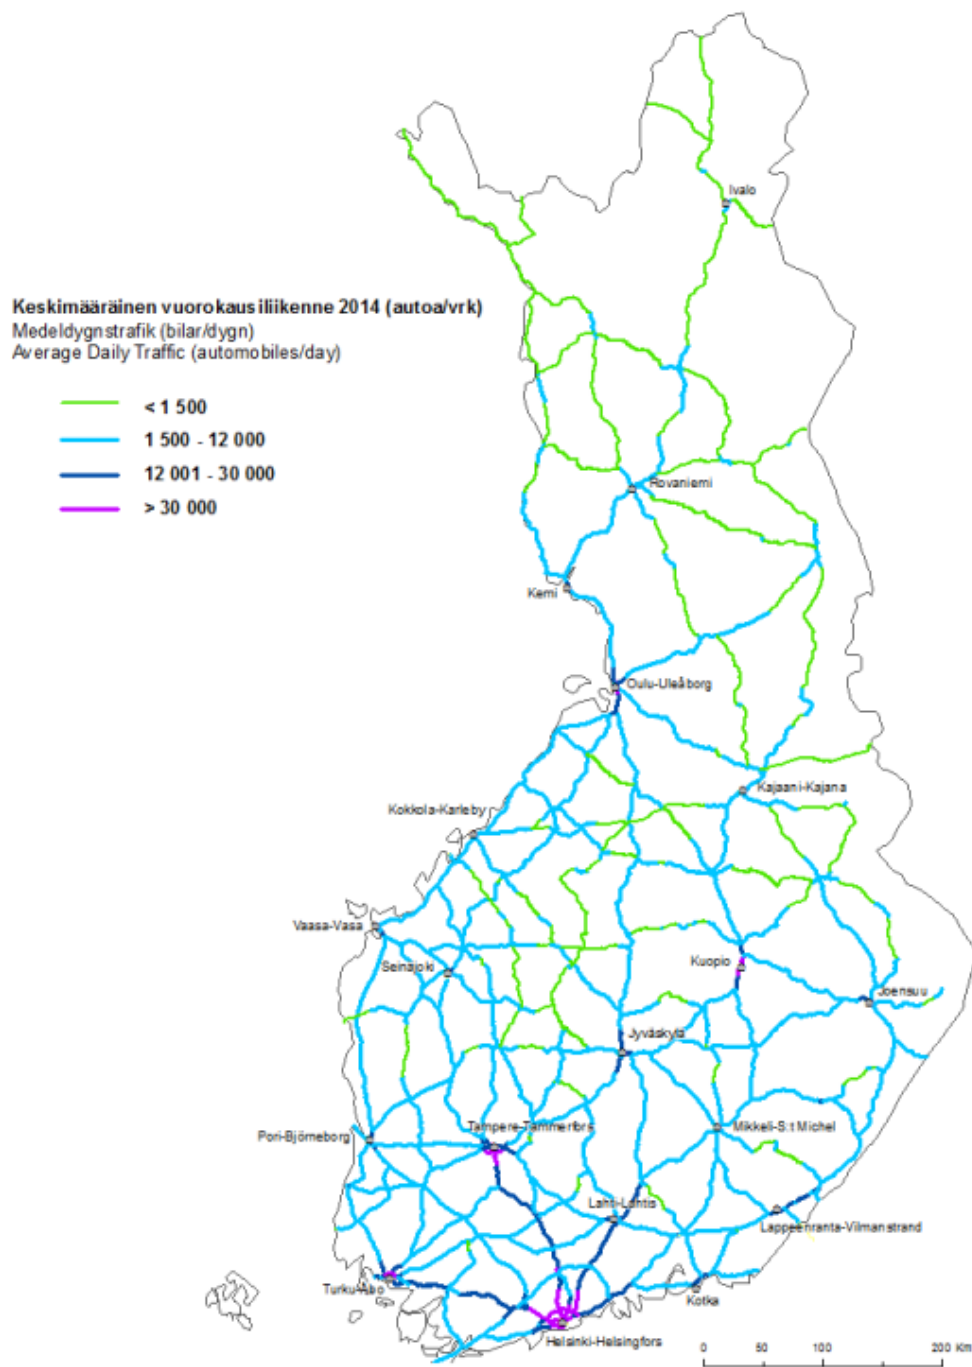 Keskimääräinen vuorokausiliikenne 2014 (autoa/vrk)
Medeldygnstrafik (bilar/dygn)
Average Daily Traffic (automobiles/day)
< 1 500
1 500 - 12 000
12 001 - 30 000
> 30 000
Ivalo
Rovaniemi
Kemi
Oulu-Uleåborg
Kajaani-Kajana
Kokkola-Karleby
Vaasa-Vasa
Seinäjoki
Kuopio
Joensuu
Jyväskylä
Tampere-Tammerfors
Mikkeli-S:t Michel
Pori-Björneborg
Lahti-Lahtis
Lappeenranta-Vilmanstrand
Turku-Åbo
Kotka
Helsinki-Helsingfors
0 50 100 200 Km